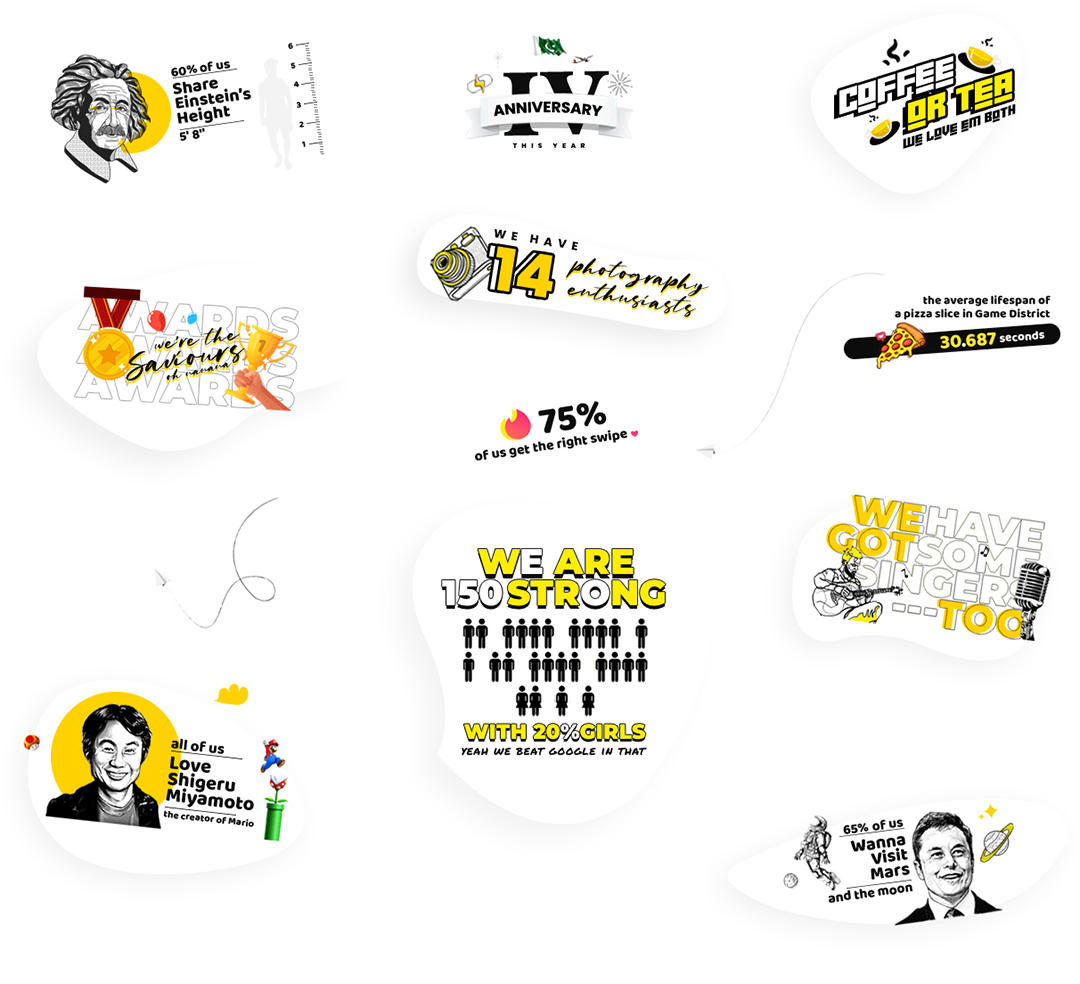 60% of us
Share
Einstein's
Height
5' 8"
6
5
4
3
2
1
IV
ANNIVERSARY
THIS YEAR
COFFEE
OR TEA
WE LOVE EM BOTH
WE HAVE
14
photography
enthusiasts
AWARDS
AWARDS
AWARDS
we're the
Saviours
oh nanana
1
the average lifespan of
a pizza slice in Game District
30.687 seconds
75%
of us get the right swipe
WE HAVE
GOT SOME
SINGERS
---TOO
WE ARE
150 STRONG
WITH 20% GIRLS
YEAH WE BEAT GOOGLE IN THAT
all of us
Love
Shigeru
Miyamoto
the creator of Mario
65% of us
Wanna
Visit
Mars
and the moon